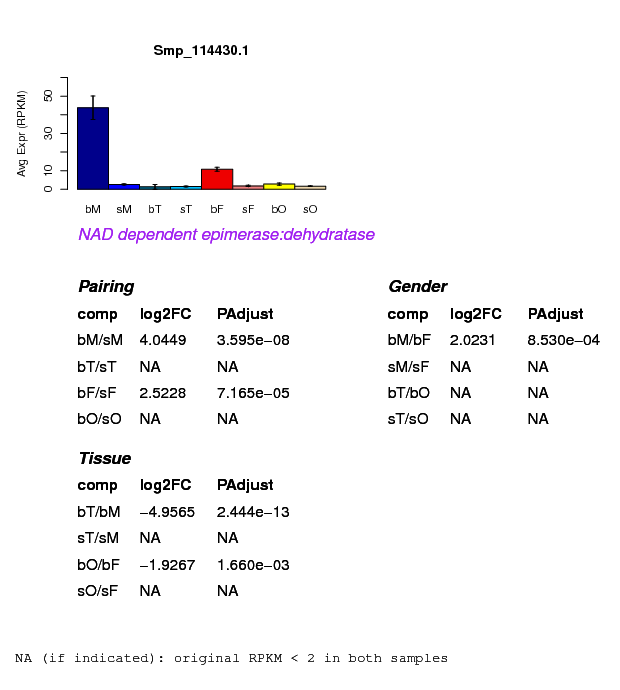 Smp_114430.1
Avg Expr (RPKM)
50
30
10
0
bM sM bT sT bF sF bO sO
NAD dependent epimerase:dehydratase
Pairing
comp log2FC PAdjust
bM/sM 4.0449 3.595e−08
bT/sT NA NA
bF/sF 2.5228 7.165e−05
bO/sO NA NA
Gender
comp log2FC PAdjust
bM/bF 2.0231 8.530e−04
sM/sF NA NA
bT/bO NA NA
sT/sO NA NA
Tissue
comp log2FC PAdjust
bT/bM −4.9565 2.444e−13
sT/sM NA NA
bO/bF −1.9267 1.660e−03
sO/sF NA NA
NA (if indicated): original RPKM < 2 in both samples